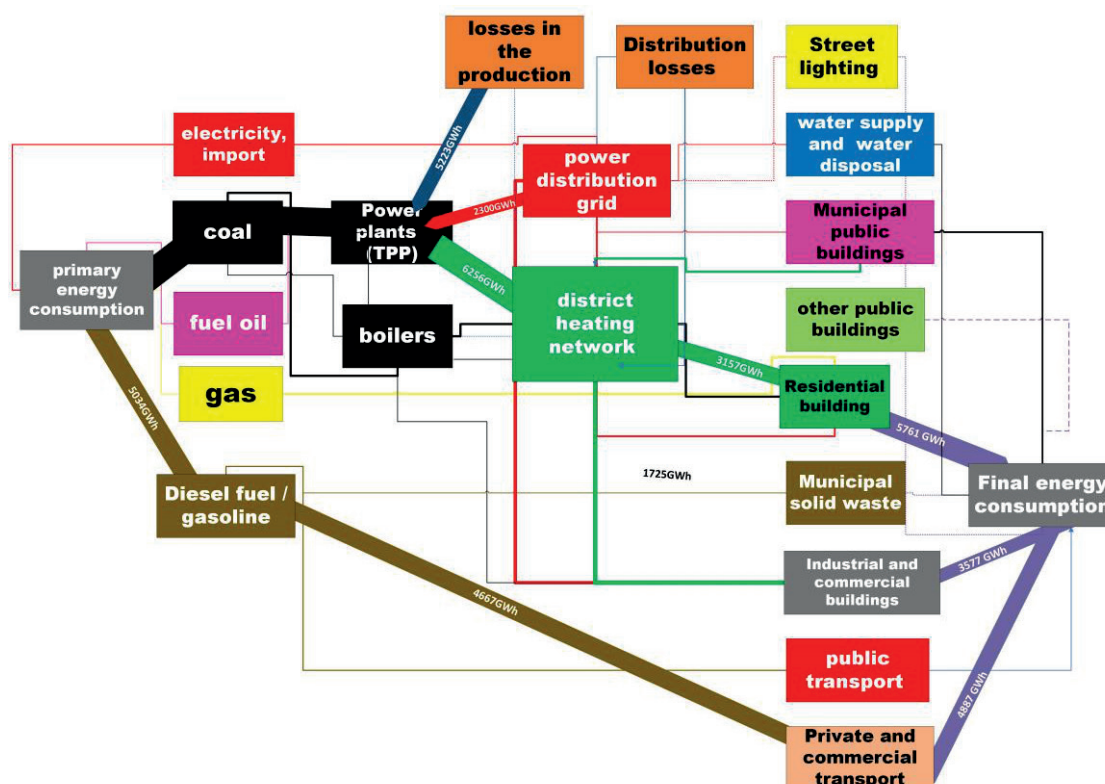 losses in
the
production
Distribution
losses
Street
lighting
electricity,
import
5223GWh
power
distribution
grid
water supply
and water
disposal
2300GWh
coal
Power
plants
(TPP)
Municipal
public
buildings
primary
energy
consumption
6256GWh
fuel oil
boilers
district
heating
network
other public
buildings
gas
3157GWh
Residential
building
5034GWh
5761 GWh
Diesel fuel /
gasoline
1725GWh
Municipal
solid waste
Final energy
consumption
4667GWh
Industrial and
commercial
buildings
3577 GWh
public
transport
4887 GWh
Private and
commercial
transport